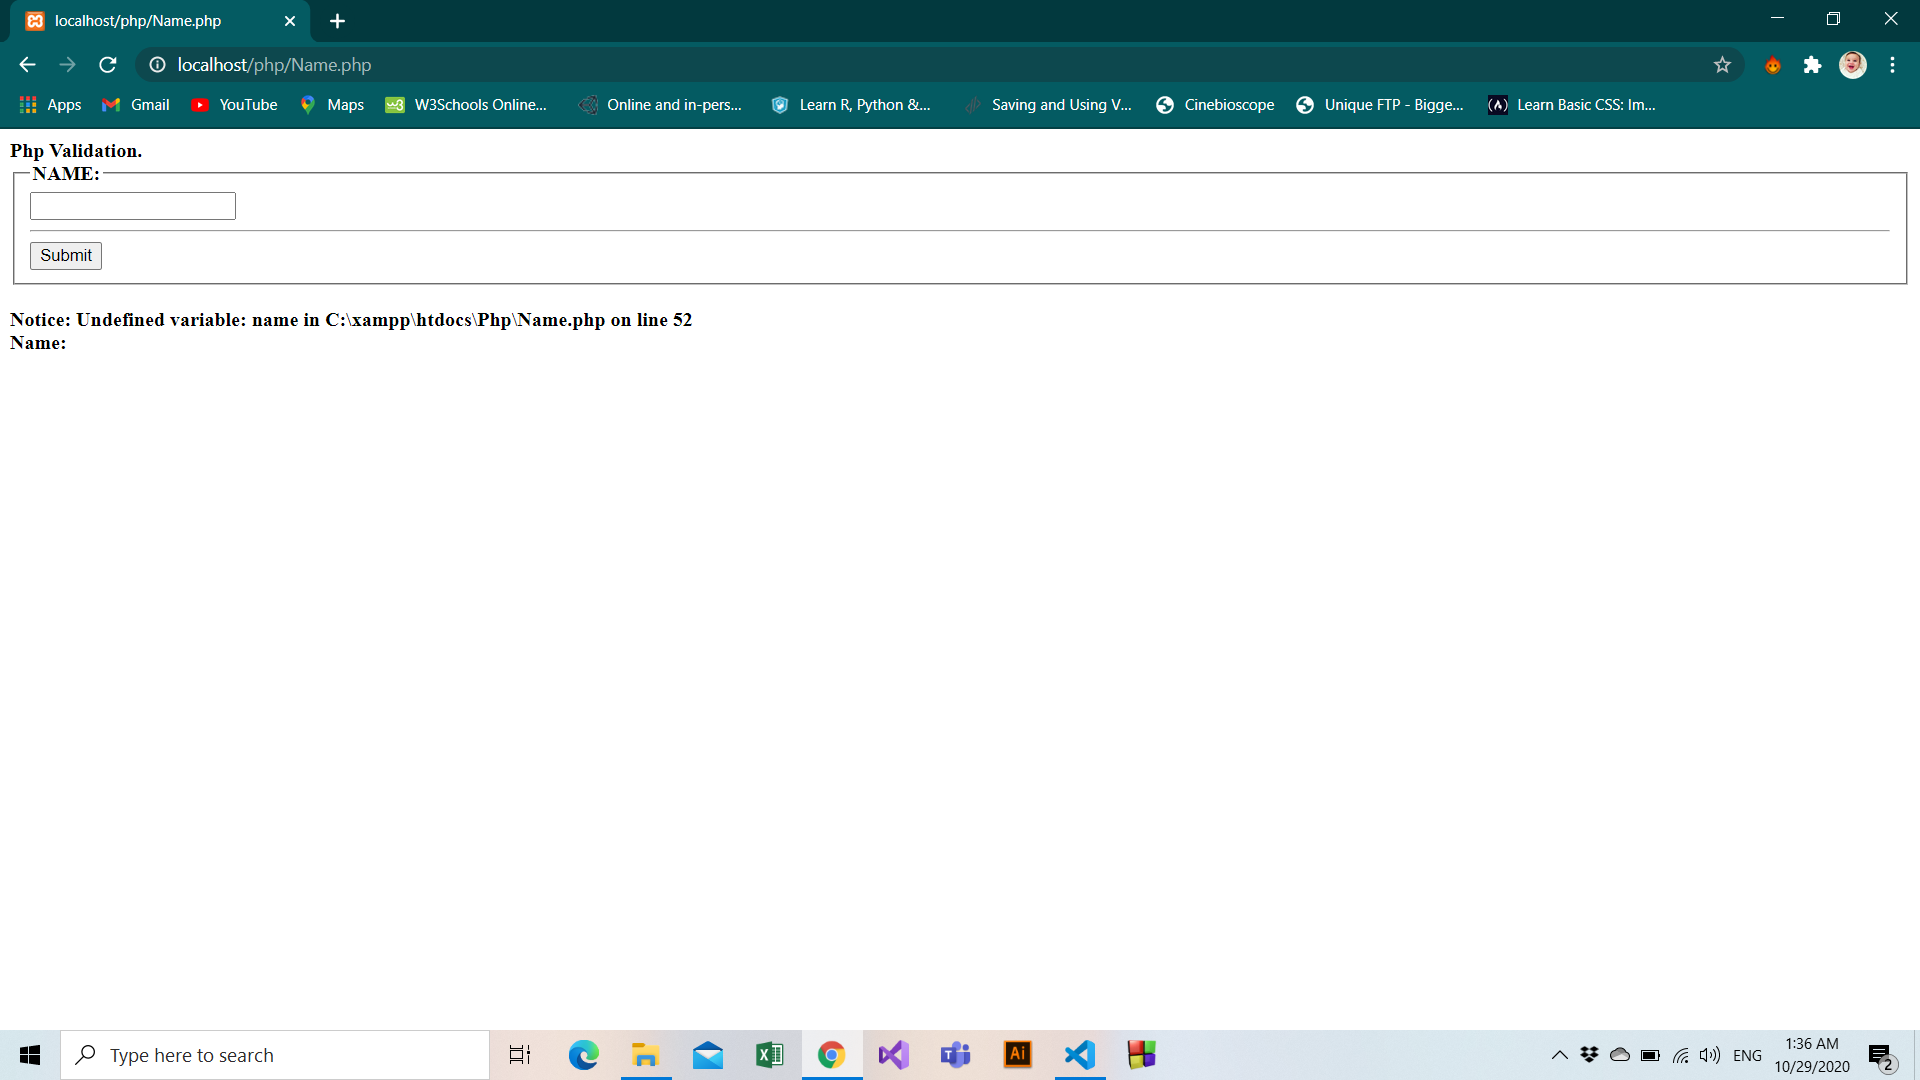 localhost/php/Name.php
localhost/php/Name.php
Apps Gmail YouTube Maps W3Schools Online... Online and in-pers... Learn R, Python &... Saving and Using V... Cinebioscope Unique FTP - Bigge... Learn Basic CSS: Im...
Php Validation.
NAME:
Submit
Notice: Undefined variable: name in C:\xampp\htdocs\Php\Name.php on line 52
Name:
Type here to search
ENG
1:36 AM
10/29/2020
2